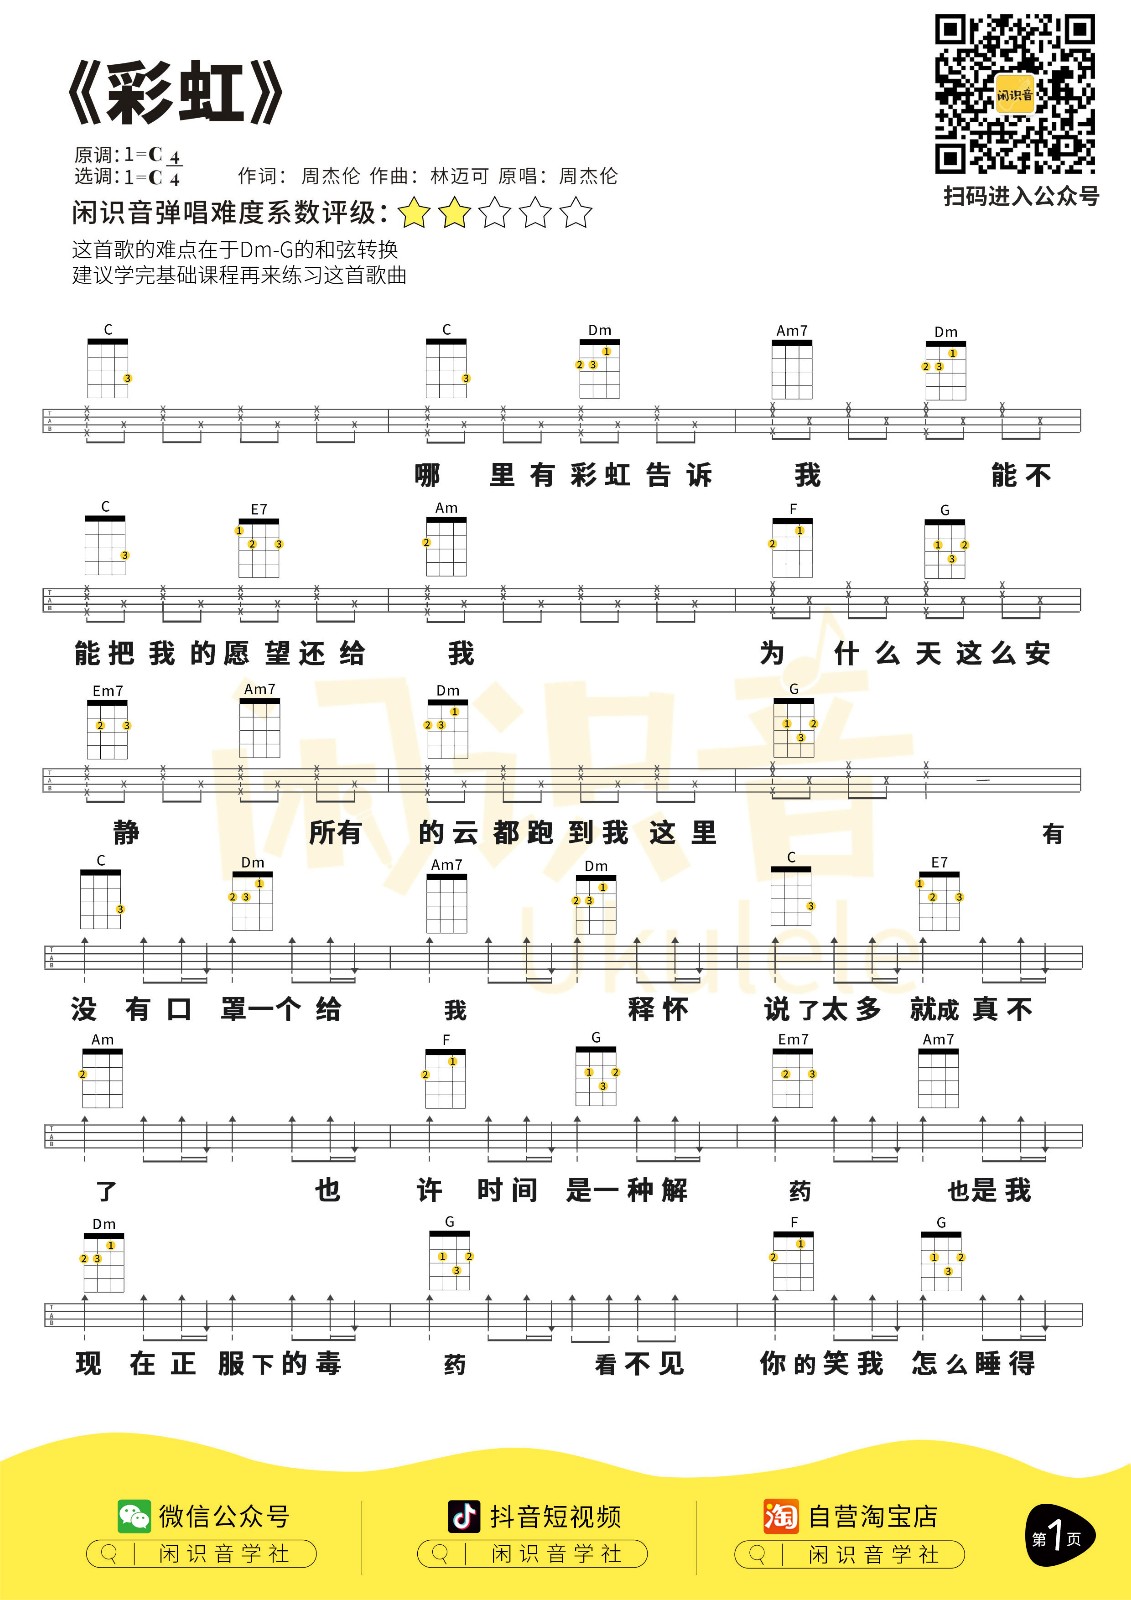 《彩虹》
闲识音
扫码进入公众号
原调：1=C 4/4
选调：1=C
作词： 周杰伦 作曲：林迈可 原唱：周杰伦
闲识音弹唱难度系数评级：
这首歌的难点在于Dm-G的和弦转换
建议学完基础课程再来练习这首歌曲
C C Dm Am7 Dm
哪 里 有 彩 虹 告 诉 我 能 不
C E7 Am F G
能 把 我 的 愿 望 还 给 我 为 什 么 天 这 么 安
Em7 Am7 Dm G
静 所 有 的 云 都 跑 到 我 这 里 有
C Dm Am7 Dm C E7
没 有 口 罩 一 个 给 我 释 怀 说 了 太 多 就 成 真 不
Am F G Em7 Am7
了 也 许 时 间 是 一 种 解 药 也 是 我
Dm G F G
现 在 正 服 下 的 毒 药 看 不 见 你 的 笑 我 怎 么 睡 得
闲识音
Ukulele
微信公众号 抖音短视频 淘 自营淘宝店
闲识音学社 闲识音学社 闲识音学社
第1页